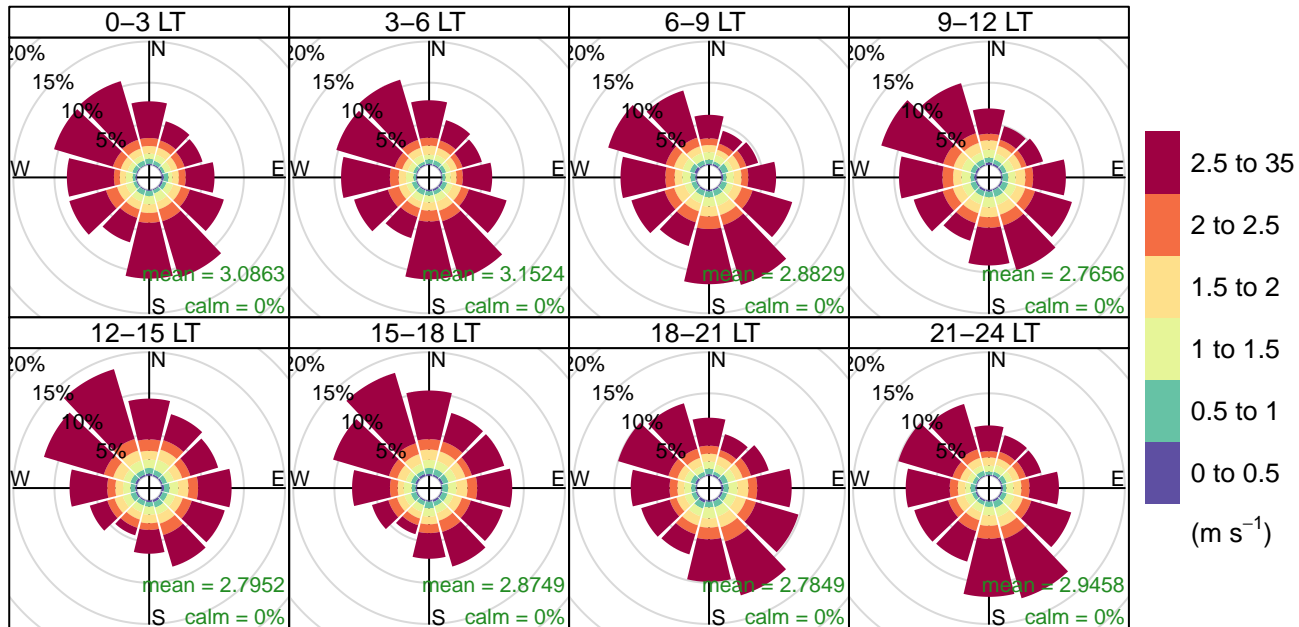 0−3 LT
3−6 LT
6−9 LT
9−12 LT
20%
15%
10%
5%
N
W
E
S
mean = 3.0863
calm = 0%
20%
15%
10%
5%
N
W
E
S
mean = 3.1524
calm = 0%
20%
15%
10%
5%
N
W
E
S
mean = 2.8829
calm = 0%
20%
15%
10%
5%
N
W
E
S
mean = 2.7656
calm = 0%
12−15 LT
15−18 LT
18−21 LT
21−24 LT
20%
15%
10%
5%
N
W
E
S
mean = 2.7952
calm = 0%
20%
15%
10%
5%
N
W
E
S
mean = 2.8749
calm = 0%
20%
15%
10%
5%
N
W
E
S
mean = 2.7849
calm = 0%
20%
15%
10%
5%
N
W
E
S
mean = 2.9458
calm = 0%
2.5 to 35
2 to 2.5
1.5 to 2
1 to 1.5
0.5 to 1
0 to 0.5
(m s⁻¹)